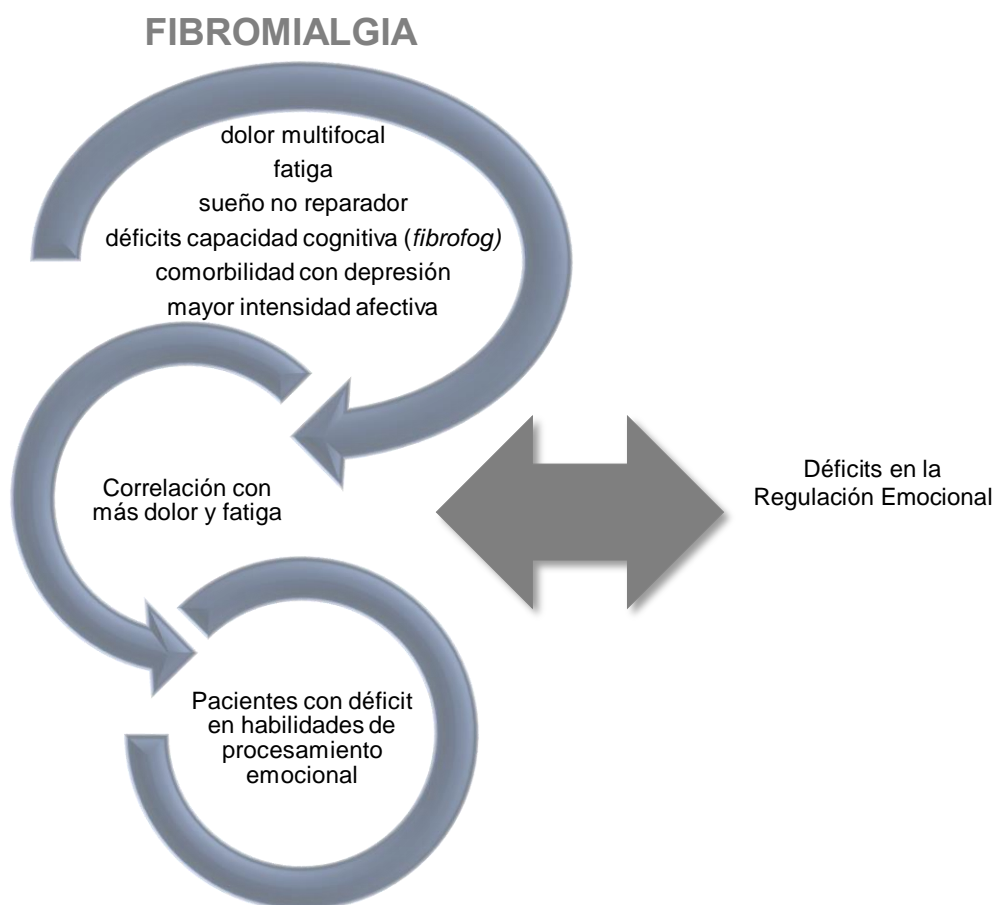 FIBROMIALGIA
dolor multifocal
fatiga
sueño no reparador
déficits capacidad cognitiva (fibrofog)
comorbilidad con depresión
mayor intensidad afectiva
Correlación con
más dolor y fatiga
Déficits en la
Regulación Emocional
Pacientes con déficit
en habilidades de
procesamiento
emocional